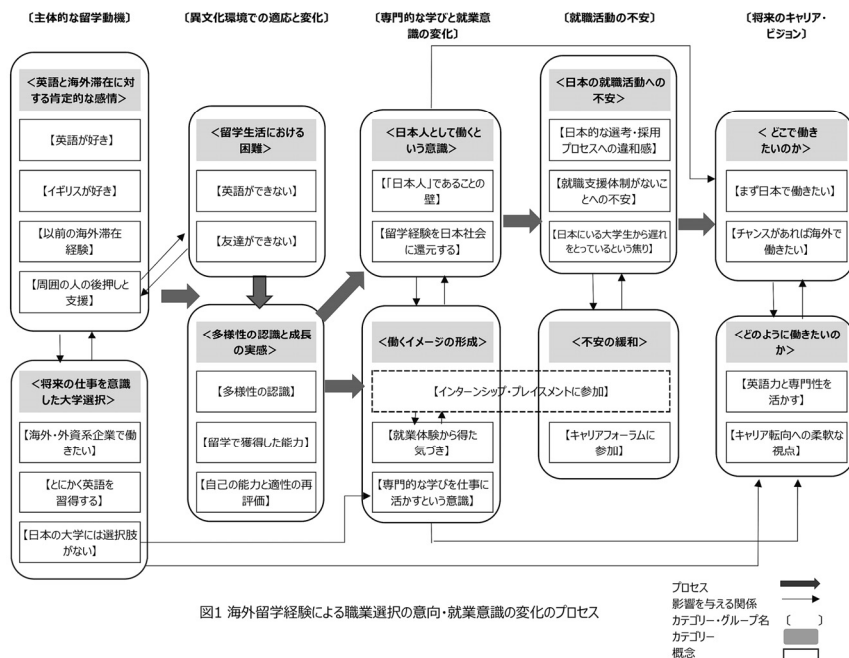 〔主体的な留学動機〕
〔異文化環境での適応と変化〕
〔専門的な学びと就業意
識の変化〕
〔就職活動の不安〕
〔将来のキャリア・
ビジョン〕
<英語と海外滞在に対
する肯定的な感情>
【英語が好き】
【イギリスが好き】
【以前の海外滞在
経験】
【周囲の人の後押しと
支援】
<将来の仕事を意識
した大学選択>
【海外・外資系企業で働
きたい】
【とにかく英語を
習得する】
【日本の大学には選択肢
がない】
<留学生活における
困難>
【英語ができない】
【友達ができない】
<多様性の認識と成長
の実感>
【多様性の認識】
【留学で獲得した能力】
【自己の能力と適性の再
評価】
<日本人として働くと
いう意識>
【「日本人」であることの
壁】
【留学経験を日本社会
に還元する】
<働くイメージの形成>
【インターンシップ・プレイスメントに参加】
【就業体験から得た
気づき】
【専門的な学びを仕事に
活かすという意識】
<日本の就職活動への
不安>
【日本的な選考・採用
プロセスへの違和感】
【就職支援体制がないこ
とへの不安】
【日本にいる大学生から遅れ
をとっているという焦り】
<不安の緩和>
【キャリアフォーラムに
参加】
< どこで働き
たいのか>
【まず日本で働きたい】
【チャンスがあれば海外で
働きたい】
<どのように働きたいの
か>
【英語力と専門性を
活かす】
【キャリア転向への柔軟な
視点】
図1 海外留学経験による職業選択の意向・就業意識の変化のプロセス
プロセス
影響を与える関係
カテゴリー・グループ名 〔 〕
カテゴリー
概念